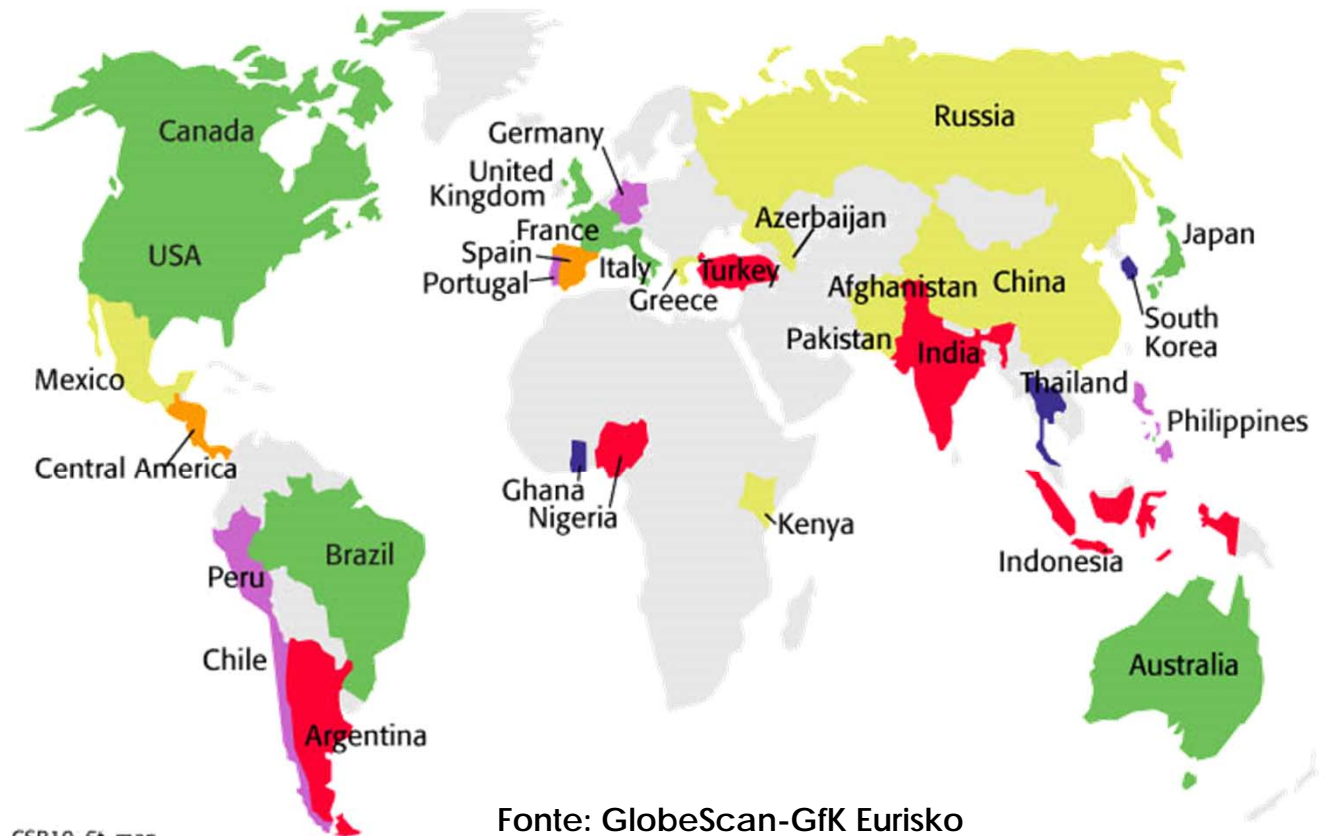 Canada
Russia
Germany
United
Kingdom
Azerbaijan
France
Japan
USA
Spain
Italy
Turkey
Portugal
Greece
Afghanistan
China
South
Korea
Pakistan
India
Mexico
Thailand
Philippines
Central America
Ghana
Nigeria
Kenya
Brazil
Indonesia
Peru
Chile
Australia
Argentina
Fonte: GlobeScan-GfK Eurisko